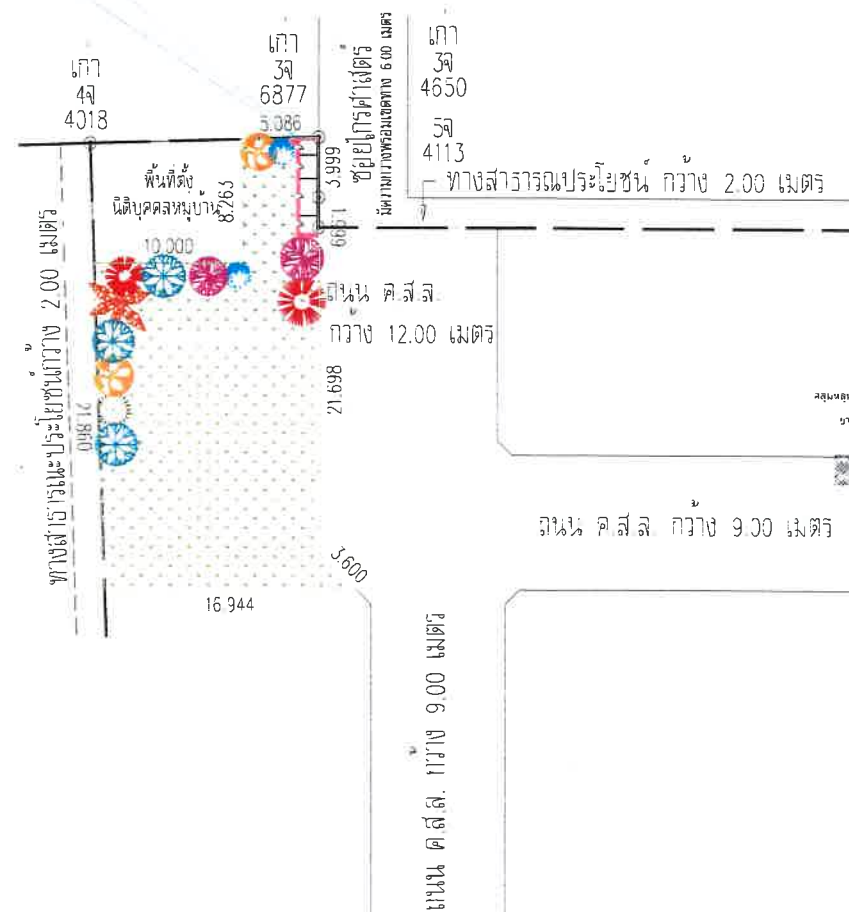 เกา
4จ
4018
เกา
3จ
6877
5.086
ซอยไกรศาสตร์
มีความกว้างพร้อมเขตทาง 6.00 เมตร
เกา
3จ
4650
5จ
4113
ทางสาธารณประโยชน์ กว้าง 2.00 เมตร
พื้นที่ตั้ง
นิติบุคคลหมู่บ้าน
8.263
3.999
1.999
10.000
ถนน ค.ส.ล.
กว้าง 12.00 เมตร
ทางสาธารณะประโยชน์กว้าง 2.00 เมตร
21.860
21.698
ถนน ค.ส.ล. กว้าง 9.00 เมตร
3.600
16.944
ถนน ค.ส.ล. กว้าง 9.00 เมตร